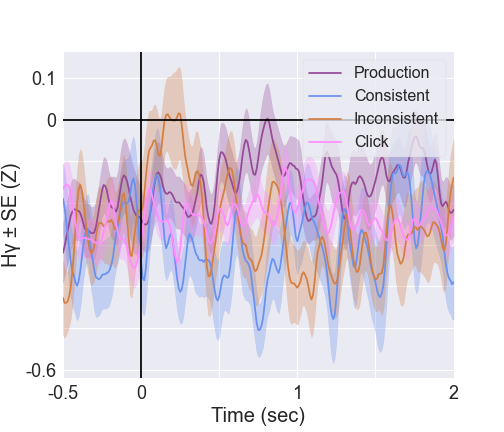 Production
Consistent
Inconsistent
Click
0.1
0
-0.6
Hγ ± SE (Z)
-0.5 0 1 2
Time (sec)